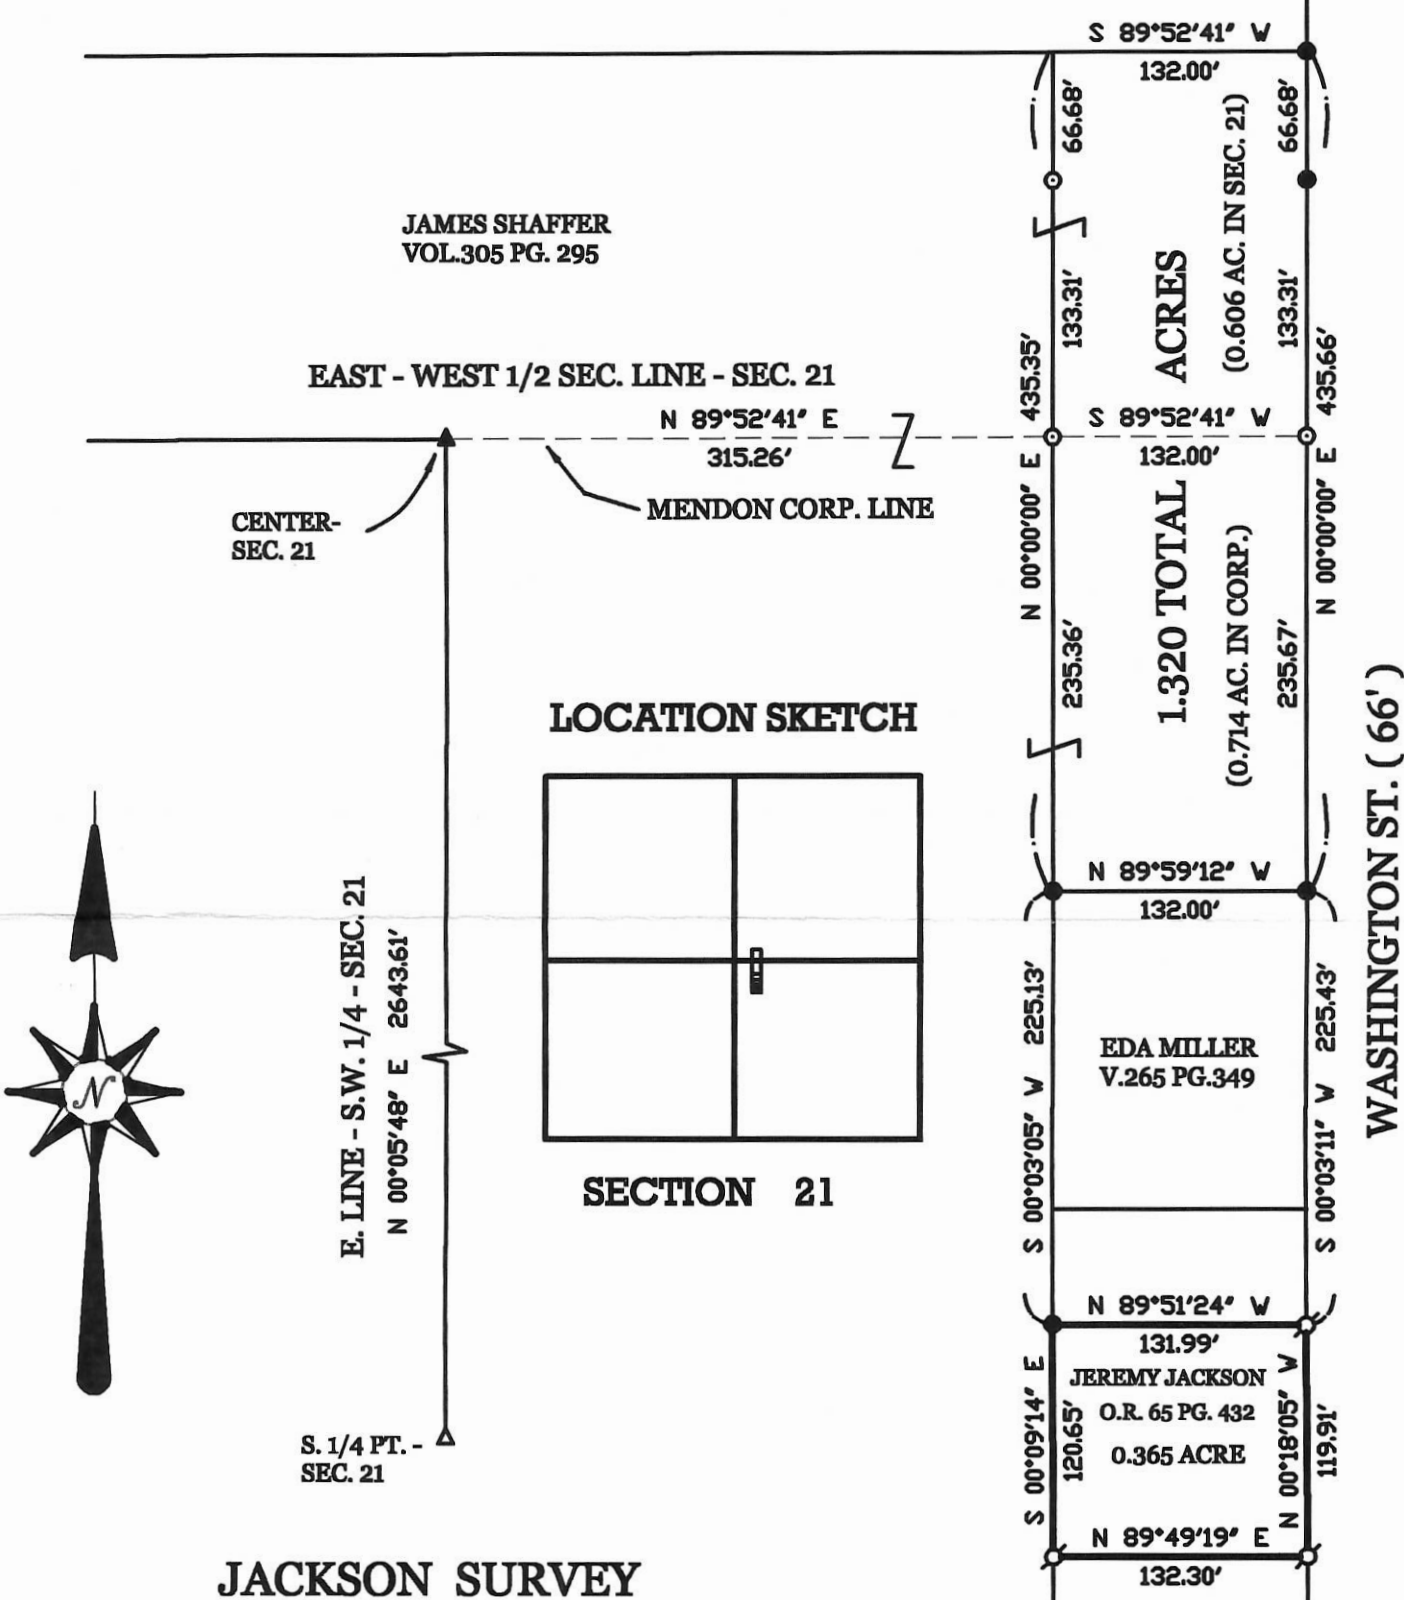 S 89°52'41" W
132.00'
66.68'
66.68'
(0.606 AC. IN SEC. 21)
JAMES SHAFFER
VOL.305 PG. 295
133.31'
ACRES
133.31'
435.35'
435.66'
EAST - WEST 1/2 SEC. LINE - SEC. 21
N 89°52'41" E
315.26'
S 89°52'41" W
132.00'
MENDON CORP. LINE
CENTER-
SEC. 21
N 00°00'00" E
1.320 TOTAL
(0.714 AC. IN CORP.)
N 00°00'00" E
235.36'
235.67'
LOCATION SKETCH
WASHINGTON ST. ( 66' )
N 89°59'12" W
132.00'
E. LINE - S.W. 1/4 - SEC. 21
N 00°05'48" E 2643.61'
S 00°03'05" W 225.13'
EDA MILLER
V.265 PG.349
S 00°03'11" W 225.43'
N
SECTION 21
N 89°51'24" W
131.99'
JEREMY JACKSON
O.R. 65 PG. 432
0.365 ACRE
S 00°09'14" E
120.65'
N 00°18'05" W
119.91'
S. 1/4 PT. -
SEC. 21
N 89°49'19" E
132.30'
JACKSON SURVEY